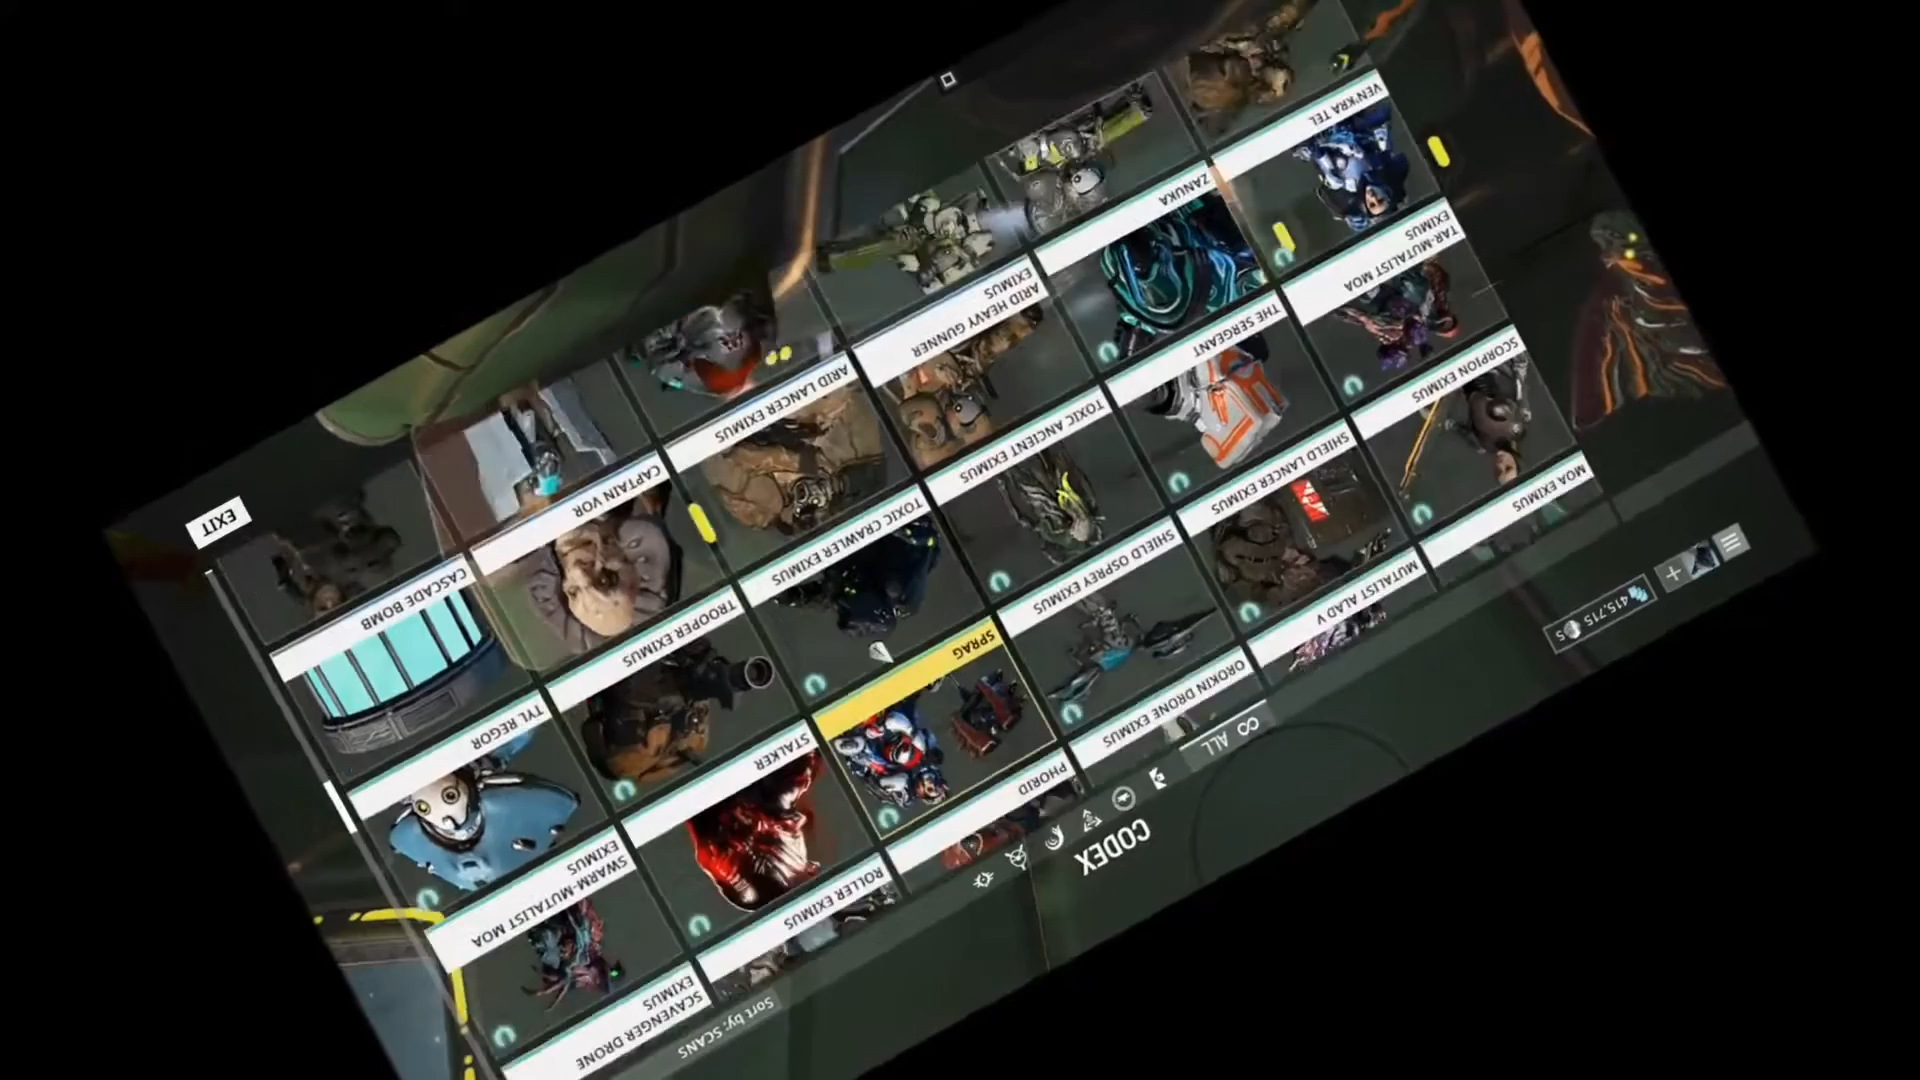 415,715 5
CODEX
ALL
Sort by: SCANS
MOA EXIMUS
MUTALIST ALAD V
OROKIN DRONE EXIMUS
PHORID
ROLLER EXIMUS
SCAVENGER DRONE
EXIMUS
SCORPION EXIMUS
SHIELD LANCER EXIMUS
SHIELD OSPREY EXIMUS
SPRAG
STALKER
SWARM-MUTALIST MOA
EXIMUS
TAR-MUTALIST MOA
EXIMUS
THE SERGEANT
TOXIC ANCIENT EXIMUS
TOXIC CRAWLER EXIMUS
TROOPER EXIMUS
TYL REGOR
VEN'KRA TEL
ZANUKA
ARID HEAVY GUNNER
EXIMUS
ARID LANCER EXIMUS
CAPTAIN VOR
CASCADE BOMB
EXIT